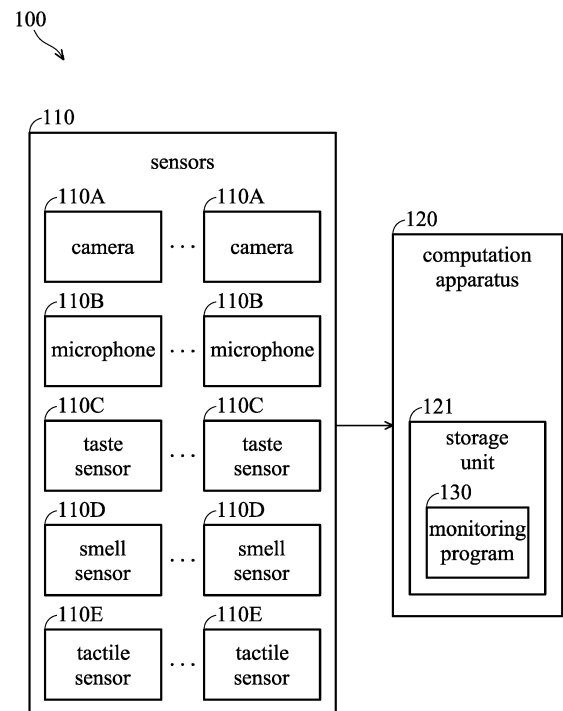 100
110
sensors
110A
110A
camera
. . .
camera
110B
110B
microphone
. . .
microphone
110C
110C
taste
sensor
. . .
taste
sensor
110D
110D
smell
sensor
. . .
smell
sensor
110E
110E
tactile
sensor
. . .
tactile
sensor
120
computation
apparatus
121
storage
unit
130
monitoring
program